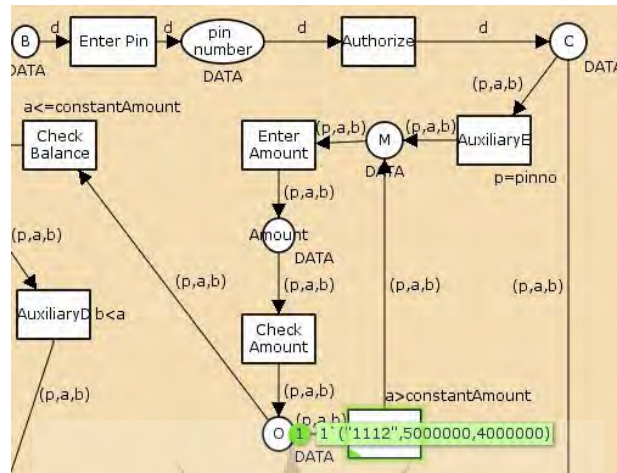 d
d
d
d
B
Enter Pin
pin
number
Authorize
C
DATA
DATA
DATA
(p,a,b)
a<=constantAmount
Check
Balance
Enter
Amount
(p,a,b)
M
(p,a,b)
AuxiliaryE
DATA
p=pinno
(p,a,b)
(p,a,b)
Amount
DATA
(p,a,b)
(p,a,b)
(p,a,b)
(p,a,b)
AuxiliaryD
b<a
Check
Amount
(p,a,b)
(p,a,b)
a>constantAmount
(p,a,b)
O
1
1`("1112",5000000,4000000)
DATA